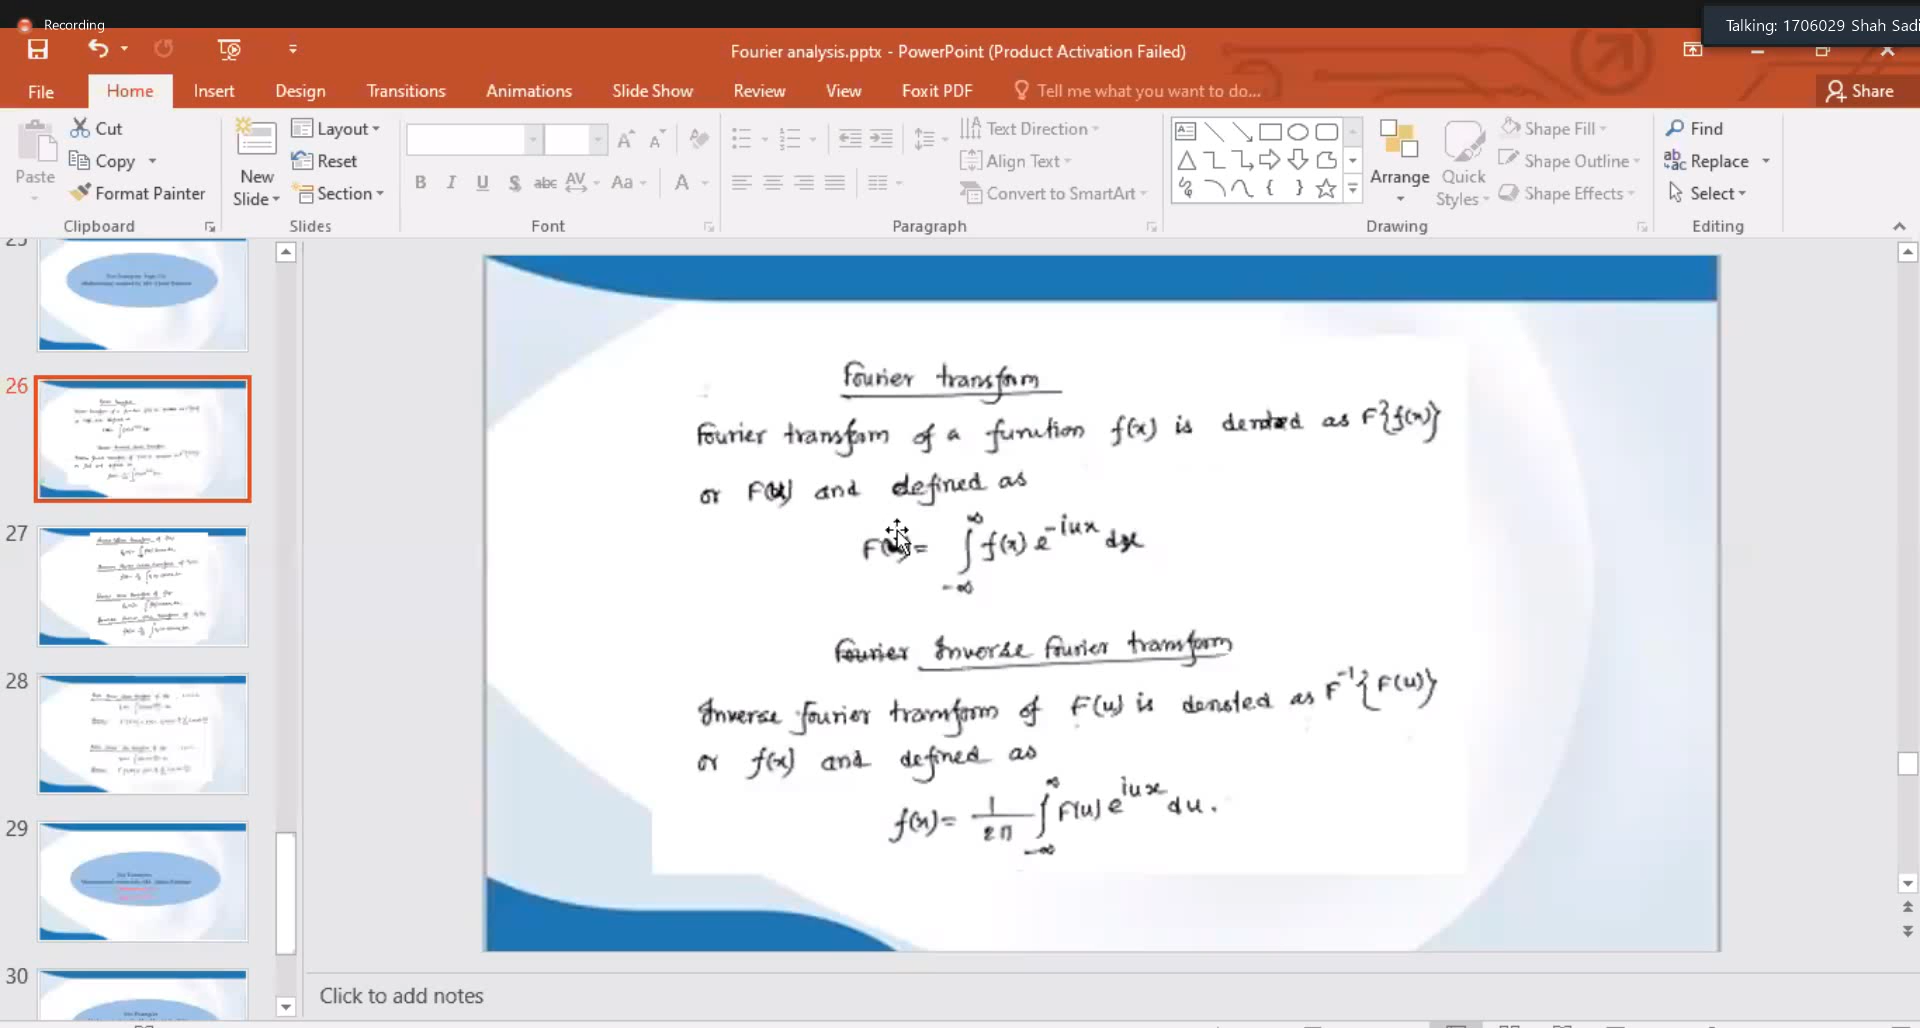 Recording
Talking: 1706029 Shah Sadi
Fourier analysis.pptx - PowerPoint (Product Activation Failed)
File Home Insert Design Transitions Animations Slide Show Review View Foxit PDF Tell me what you want to do... Share
Cut
Copy
Format Painter
Paste
Clipboard
New Slide
Layout
Reset
Section
Slides
Font
Text Direction
Align Text
Convert to SmartArt
Paragraph
Arrange
Quick Styles
Shape Fill
Shape Outline
Shape Effects
Drawing
Find
Replace
Select
Editing
25
26
27
28
29
30
Fourier transform
Fourier transform of a function f(x) is denoted as F{f(x)}
or F(u) and defined as
F(u) = ∫_{-∞}^{∞} f(x) e^{-iux} dx
Fourier Inverse Fourier transform
Inverse fourier transform of F(u) is denoted as F^{-1}{F(u)}
or f(x) and defined as
f(x) = 1/2π ∫_{-∞}^{∞} F(u) e^{iux} du.
Click to add notes